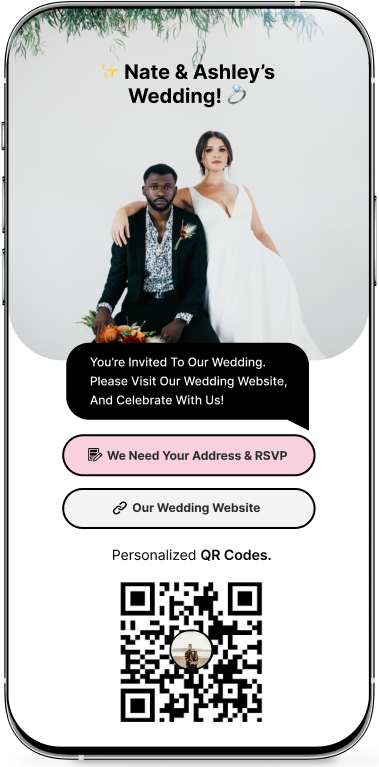 ✨ Nate & Ashley's
Wedding! 💍
You're Invited To Our Wedding.
Please Visit Our Wedding Website,
And Celebrate With Us!
We Need Your Address & RSVP
Our Wedding Website
Personalized QR Codes.